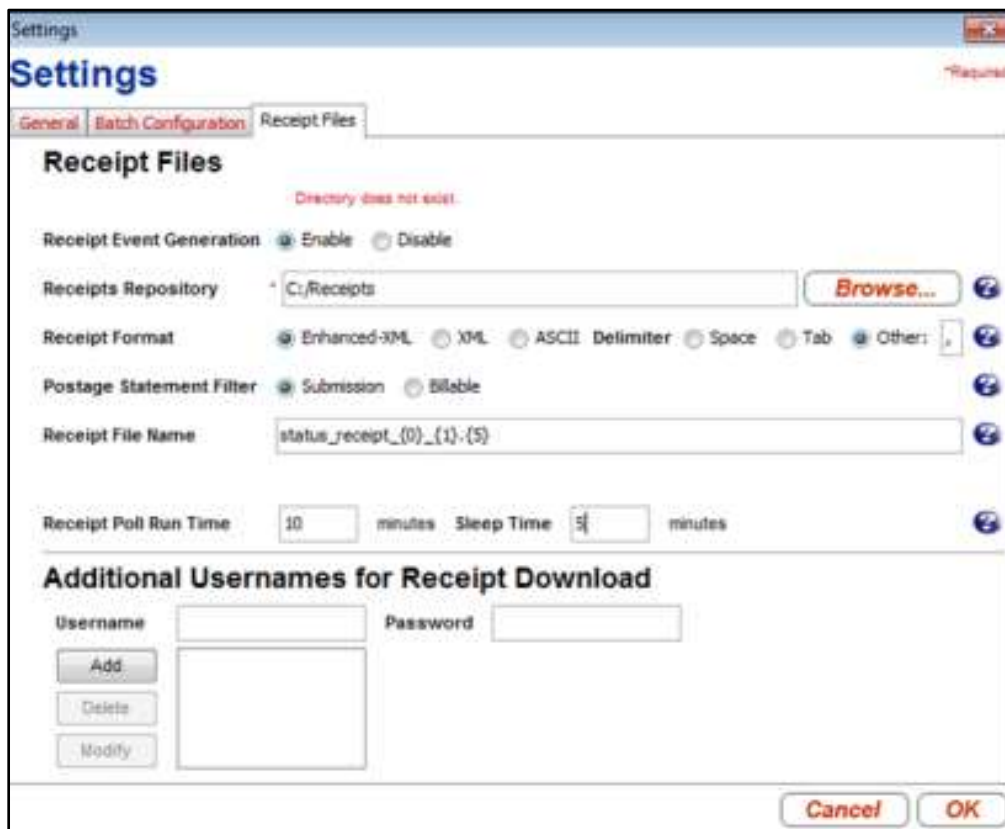 Settings
Settings
*Required
General Batch Configuration Receipt Files
Receipt Files
Directory does not exist.
Receipt Event Generation Enable Disable
Receipts Repository * C:/Receipts Browse...
Receipt Format Enhanced-XML XML ASCII Delimiter Space Tab Other: ,
Postage Statement Filter Submission Billable
Receipt File Name status_receipt_{0}_{1}.{5}
Receipt Poll Run Time 10 minutes Sleep Time 5 minutes
Additional Usernames for Receipt Download
Username Password
Add
Delete
Modify
Cancel OK